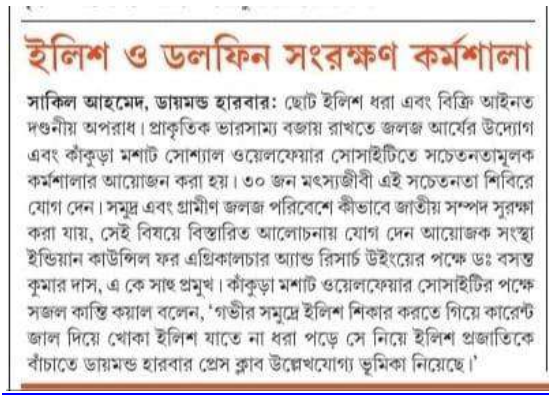 ইলিশ ও ডলফিন সংরক্ষণ কর্মশালা
সাকিল আহমেদ, ডায়মন্ড হারবার: ছোট ইলিশ ধরা এবং বিক্রি আইনত
দণ্ডনীয় অপরাধ। প্রাকৃতিক ভারসাম্য বজায় রাখতে জলজ আর্যের উদ্যোগ
এবং কাঁকুড়া মশাট সোশ্যাল ওয়েলফেয়ার সোসাইটিতে সচেতনতামূলক
কর্মশালার আয়োজন করা হয়। ৩০ জন মৎস্যজীবী এই সচেতনতা শিবিরে
যোগ দেন। সমুদ্র এবং গ্রামীণ জলজ পরিবেশে কীভাবে জাতীয় সম্পদ সুরক্ষা
করা যায়, সেই বিষয়ে বিস্তারিত আলোচনায় যোগ দেন আয়োজক সংস্থা
ইন্ডিয়ান কাউন্সিল ফর এগ্রিকালচার অ্যান্ড রিসার্চ উইংয়ের পক্ষে ডঃ বসন্ত
কুমার দাস, এ কে সাহু প্রমুখ। কাঁকুড়া মশাট ওয়েলফেয়ার সোসাইটির পক্ষে
সজল কান্তি কয়াল বলেন, ‘গভীর সমুদ্রে ইলিশ শিকার করতে গিয়ে কারেন্ট
জাল দিয়ে খোকা ইলিশ যাতে না ধরা পড়ে সে নিয়ে ইলিশ প্রজাতিকে
বাঁচাতে ডায়মন্ড হারবার প্রেস ক্লাব উল্লেখযোগ্য ভূমিকা নিয়েছে।’